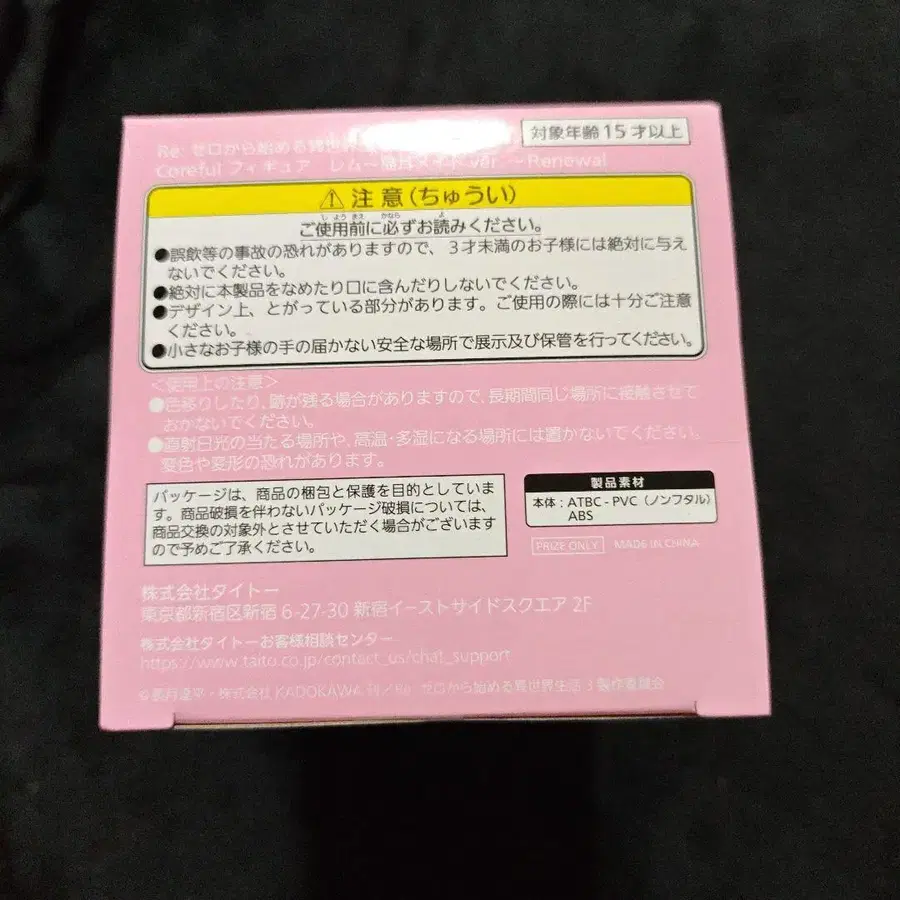 対象年齢15才以上
Re: ゼロから始める異世界
Coreful フィギュア レム～猫耳メイドver.～Renewal
⚠注意(ちゅうい)
ご使用前に必ずお読みください。
●誤飲等の事故の恐れがありますので、3才未満のお子様には絶対に与え
ないでください。
●絶対に本製品をなめたり口に含んだりしないでください。
●デザイン上、とがっている部分があります。ご使用の際には十分ご注意
ください。
●小さなお子様の手の届かない安全な場所で展示及び保管を行ってください。
<使用上の注意>
●色移りしたり、跡が残る場合がありますので、長期間同じ場所に接触させて
おかないでください。
●直射日光の当たる場所や、高温・多湿になる場所には置かないでください。
変色や変形の恐れがあります。
パッケージは、商品の梱包と保護を目的としていま
す。商品破損を伴わないパッケージ破損については、
商品交換の対象外とさせていただく場合がございます
ので予めご了承ください。
製品素材
本体:ATBC-PVC(ノンフタル)
ABS
PRIZE ONLY MADE IN CHINA
株式会社タイトー
東京都新宿区新宿6-27-30 新宿イーストサイドスクエア 2F
株式会社タイトーお客様相談センター
https://www.taito.co.jp/contact_us/chat_support
©長月達平・株式会社KADOKAWA刊/Re:ゼロから始める異世界生活3製作委員会